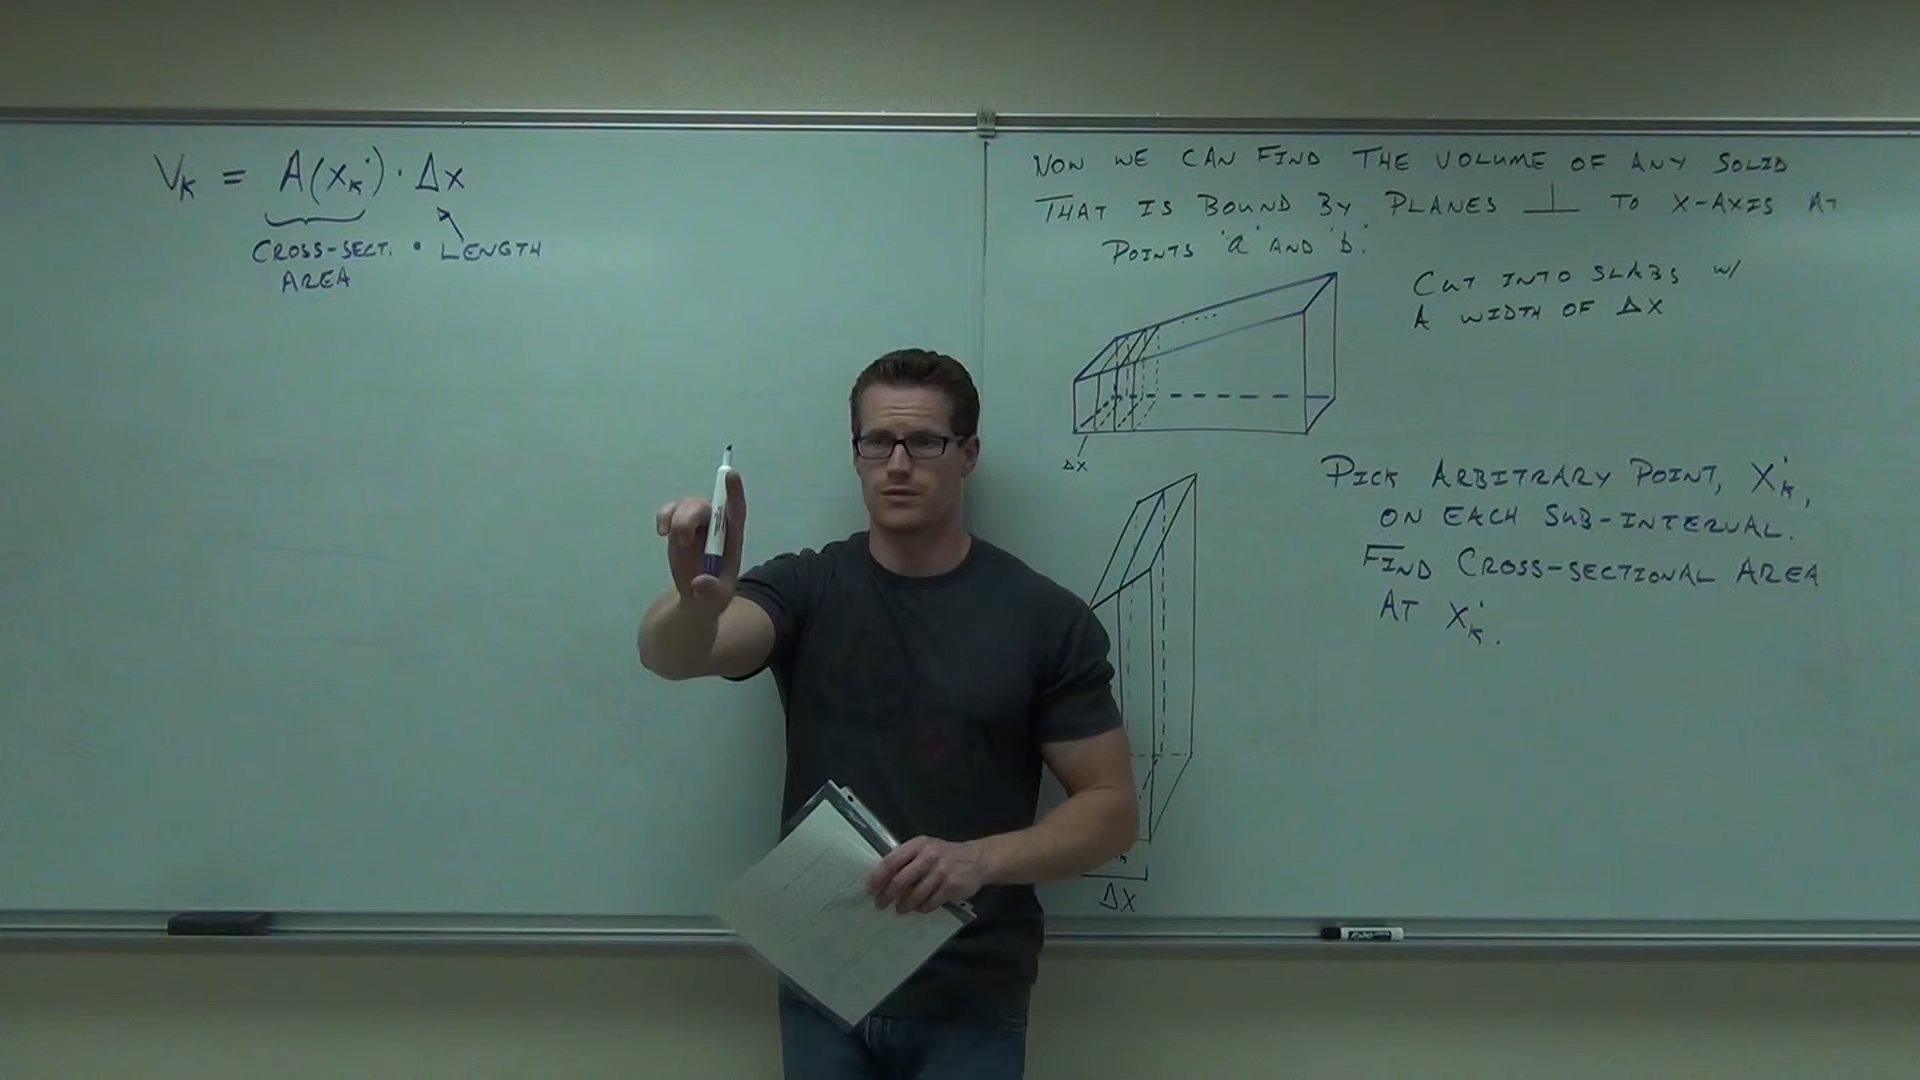 Vk = A(xk*) · Δx
CROSS-SECT. • LENGTH
AREA
NOW WE CAN FIND THE VOLUME OF ANY SOLID
THAT IS BOUND BY PLANES ⊥ TO X-AXIS AT
POINTS 'a' AND 'b'.
CUT INTO SLABS W/
A WIDTH OF ΔX
ΔX
PICK ARBITRARY POINT, Xk*,
ON EACH SUB-INTERVAL.
FIND CROSS-SECTIONAL AREA
AT Xk*.
ΔX
EXPO